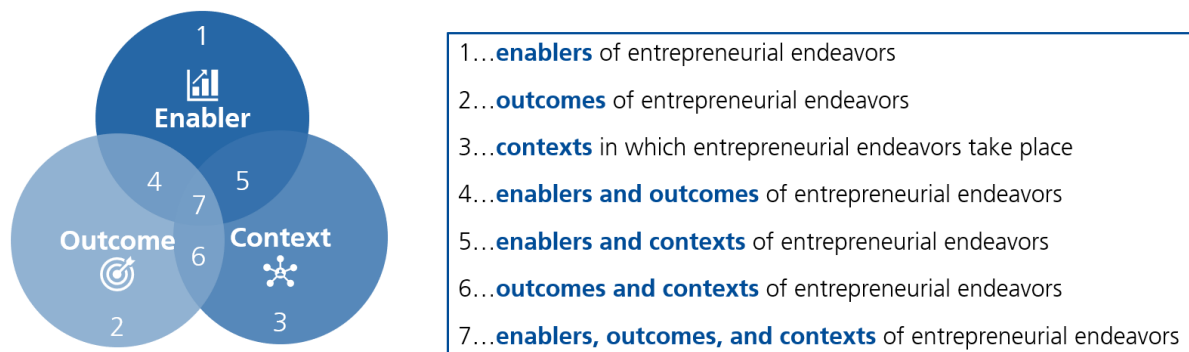 1
Enabler
4
5
7
Outcome
Context
6
2
3
1...enablers of entrepreneurial endeavors
2...outcomes of entrepreneurial endeavors
3...contexts in which entrepreneurial endeavors take place
4...enablers and outcomes of entrepreneurial endeavors
5...enablers and contexts of entrepreneurial endeavors
6...outcomes and contexts of entrepreneurial endeavors
7...enablers, outcomes, and contexts of entrepreneurial endeavors